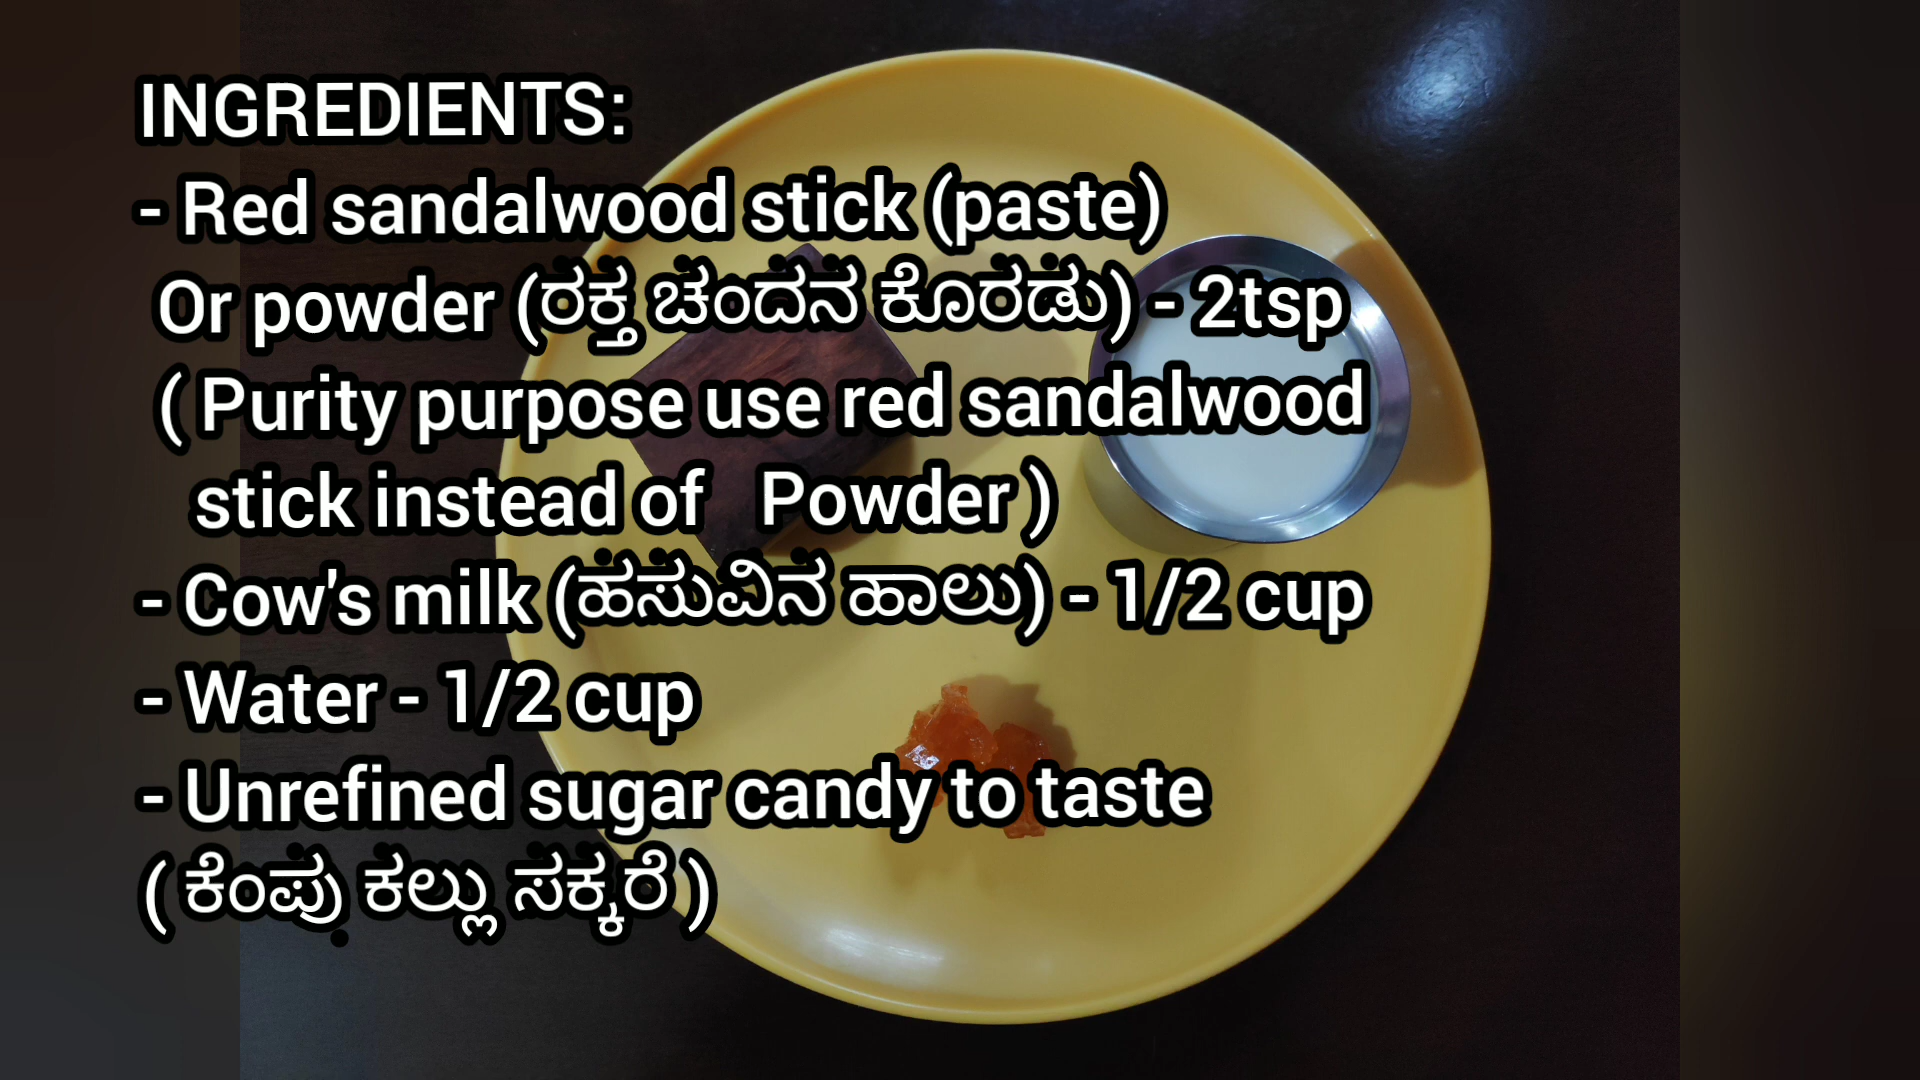 INGREDIENTS:
- Red sandalwood stick (paste)
Or powder (ರಕ್ತ ಚಂದನ ಕೊರಡು) - 2tsp
( Purity purpose use red sandalwood
stick instead of Powder )
- Cow's milk (ಹಸುವಿನ ಹಾಲು) - 1/2 cup
- Water - 1/2 cup
- Unrefined sugar candy to taste
( ಕೆಂಪು ಕಲ್ಲು ಸಕ್ಕರೆ )